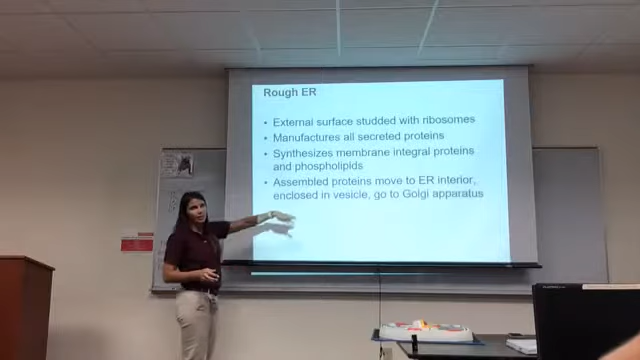 Rough ER
• External surface studded with ribosomes
• Manufactures all secreted proteins
• Synthesizes membrane integral proteins
and phospholipids
• Assembled proteins move to ER interior,
enclosed in vesicle, go to Golgi apparatus